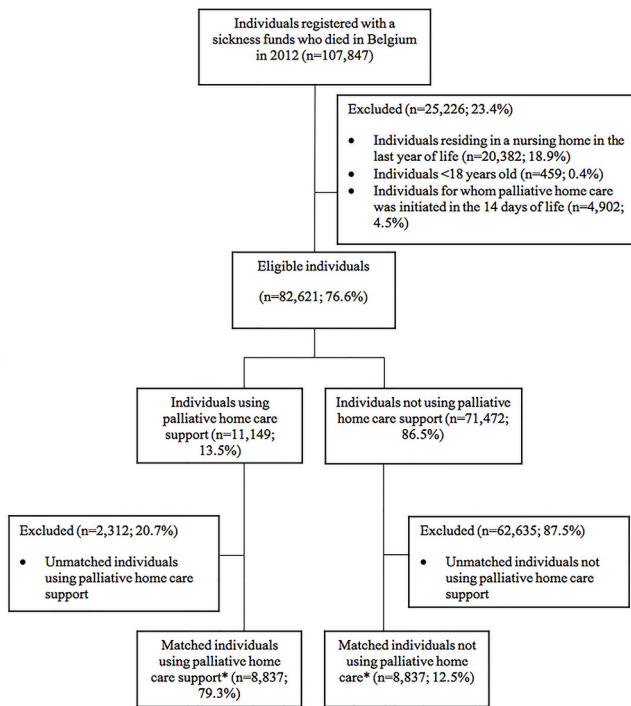 Individuals registered with a
sickness funds who died in Belgium
in 2012 (n=107,847)
Excluded (n=25,226; 23.4%)
• Individuals residing in a nursing home in the
last year of life (n=20,382; 18.9%)
• Individuals <18 years old (n=459; 0.4%)
• Individuals for whom palliative home care
was initiated in the 14 days of life (n=4,902;
4.5%)
Eligible individuals
(n=82,621; 76.6%)
Individuals using
palliative home care
support (n=11,149;
13.5%)
Individuals not using palliative
home care support (n=71,472;
86.5%)
Excluded (n=2,312; 20.7%)
• Unmatched individuals
using palliative home care
support
Excluded (n=62,635; 87.5%)
• Unmatched individuals not
using palliative home care
support
Matched individuals
using palliative home
care support* (n=8,837;
79.3%)
Matched individuals not
using palliative home
care* (n=8,837; 12.5%)